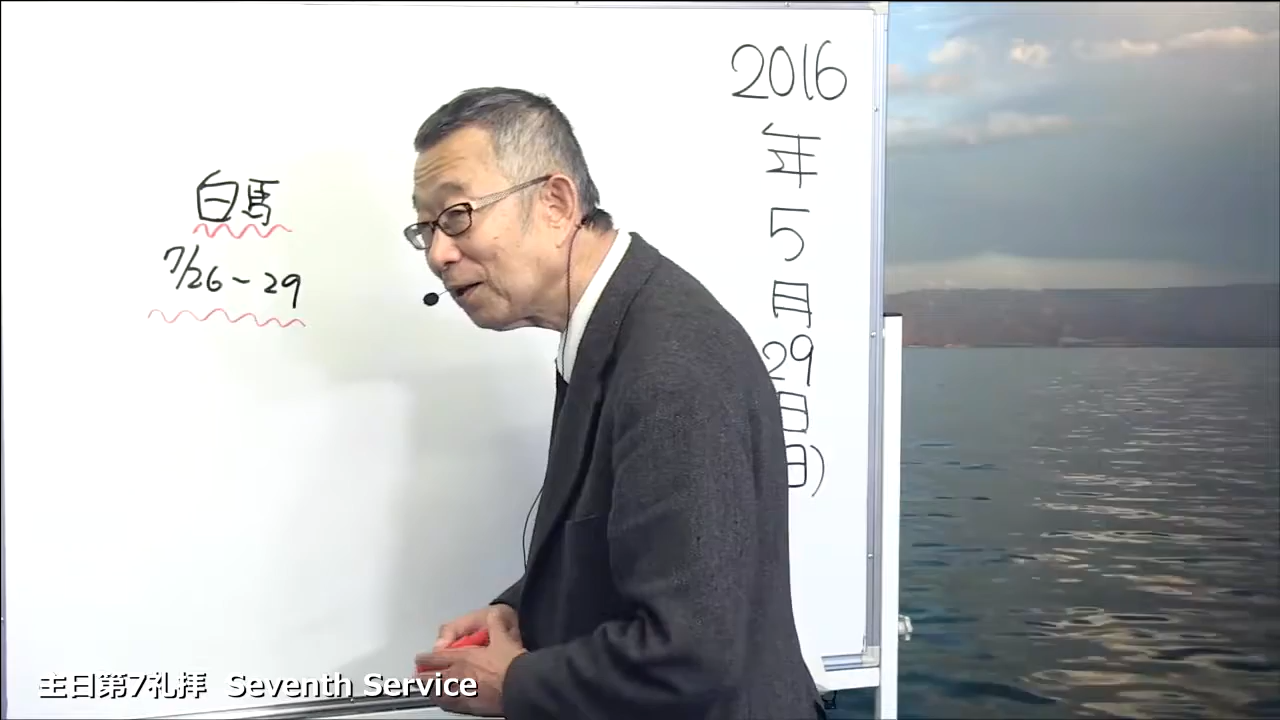 白馬
7/26〜29
2016
年
5
月
29
日
日)
主日第7礼拝 Seventh Service